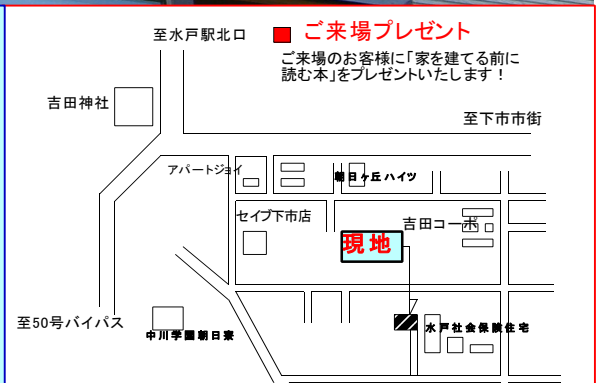 至水戸駅北口
■ ご来場プレゼント
ご来場のお客様に「家を建てる前に
読む本」をプレゼントいたします！
吉田神社
至下市市街
アパートジョイ
朝日ヶ丘ハイツ
セイブ下市店
吉田コーポ
現地
至50号バイパス
中川学園朝日寮
水戸社会保険住宅